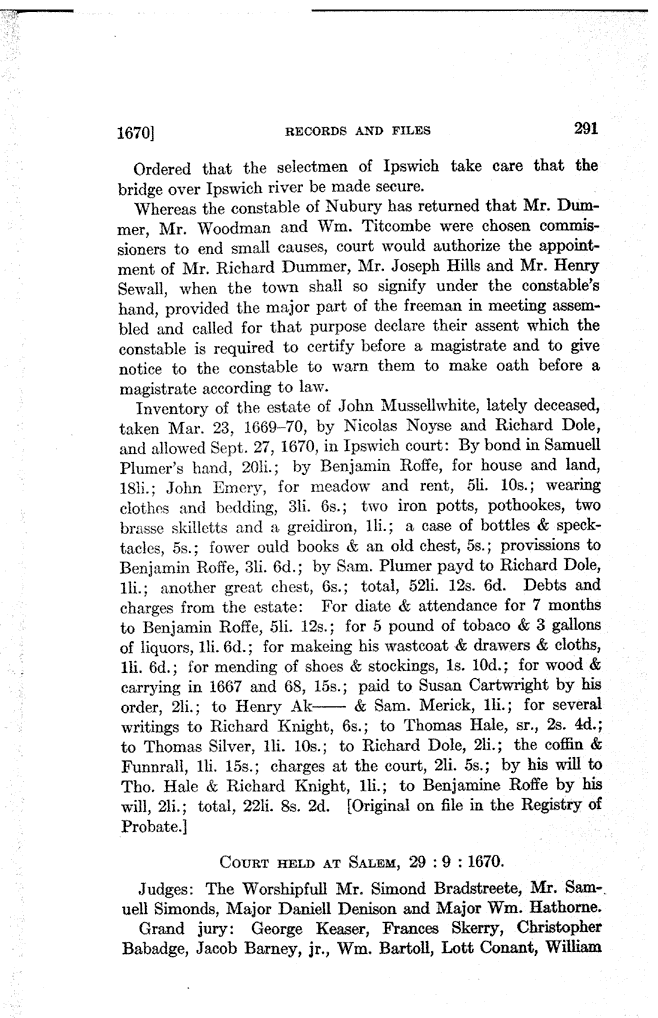 1670] RECORDS AND FILES 291
Ordered that the selectmen of Ipswich take care that the
bridge over Ipswich river be made secure.
Whereas the constable of Nubury has returned that Mr. Dum-
mer, Mr. Woodman and Wm. Titcombe were chosen commis-
sioners to end small causes, court would authorize the appoint-
ment of Mr. Richard Dummer, Mr. Joseph Hills and Mr. Henry
Sewall, when the town shall so signify under the constable's
hand, provided the major part of the freeman in meeting assem-
bled and called for that purpose declare their assent which the
constable is required to certify before a magistrate and to give
notice to the constable to warn them to make oath before a
magistrate according to law.
Inventory of the estate of John Mussellwhite, lately deceased,
taken Mar. 23, 1669-70, by Nicolas Noyse and Richard Dole,
and allowed Sept. 27, 1670, in Ipswich court: By bond in Samuell
Plumer's hand, 20li.; by Benjamin Roffe, for house and land,
18li.; John Emery, for meadow and rent, 5li. 10s.; wearing
clothes and bedding, 3li. 6s.; two iron potts, pothookes, two
brasse skilletts and a greidiron, 1li.; a case of bottles & speck-
tacles, 5s.; fower ould books & an old chest, 5s.; provissions to
Benjamin Roffe, 3li. 6d.; by Sam. Plumer payd to Richard Dole,
1li.; another great chest, 6s.; total, 52li. 12s. 6d. Debts and
charges from the estate: For diate & attendance for 7 months
to Benjamin Roffe, 5li. 12s.; for 5 pound of tobaco & 3 gallons
of liquors, 1li. 6d.; for makeing his wastcoat & drawers & cloths,
1li. 6d.; for mending of shoes & stockings, 1s. 10d.; for wood &
carrying in 1667 and 68, 15s.; paid to Susan Cartwright by his
order, 2li.; to Henry Ak—— & Sam. Merick, 1li.; for several
writings to Richard Knight, 6s.; to Thomas Hale, sr., 2s. 4d.;
to Thomas Silver, 1li. 10s.; to Richard Dole, 2li.; the coffin &
Funnrall, 1li. 15s.; charges at the court, 2li. 5s.; by his will to
Tho. Hale & Richard Knight, 1li.; to Benjamine Roffe by his
will, 2li.; total, 22li. 8s. 2d. [Original on file in the Registry of
Probate.]
COURT HELD AT SALEM, 29 : 9 : 1670.
Judges: The Worshipfull Mr. Simond Bradstreete, Mr. Sam-
uell Simonds, Major Daniell Denison and Major Wm. Hathorne.
Grand jury: George Keaser, Frances Skerry, Christopher
Babadge, Jacob Barney, jr., Wm. Bartoll, Lott Conant, William